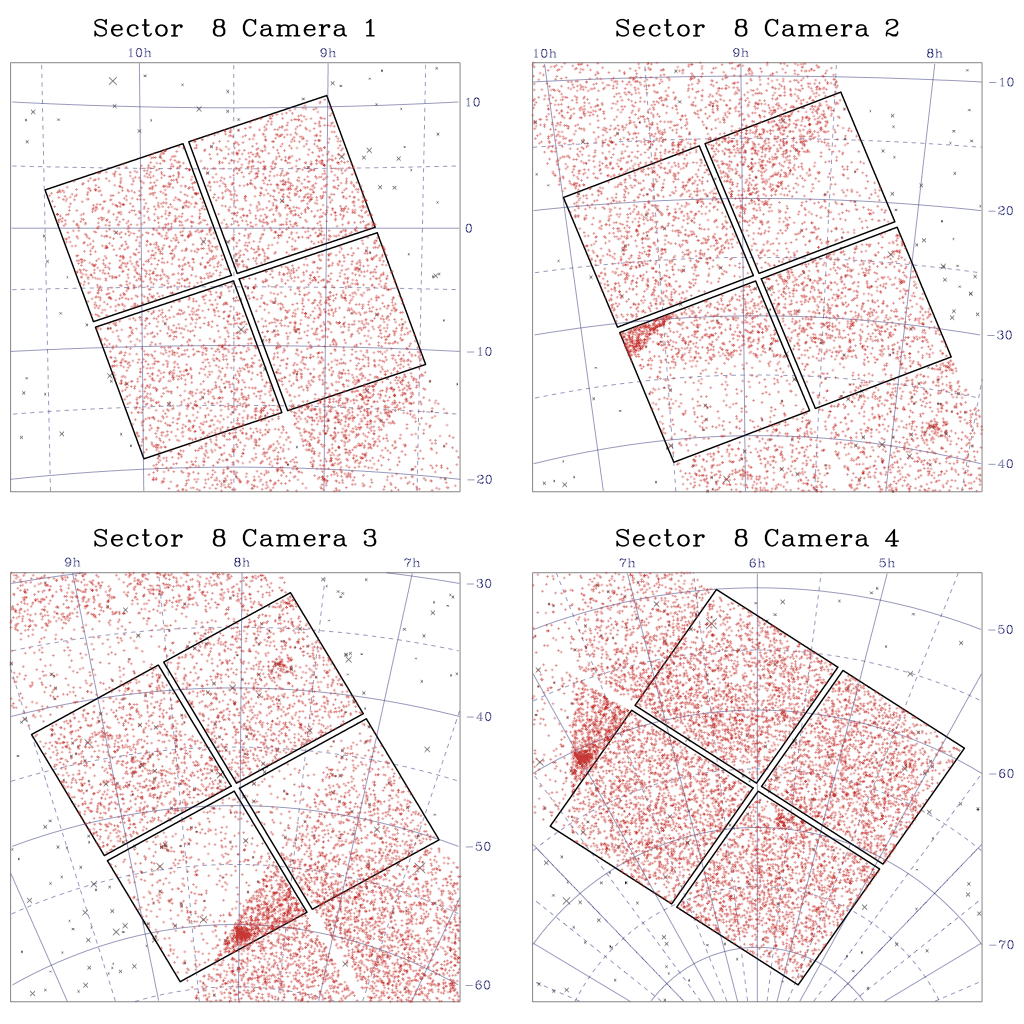 Sector 8 Camera 1
10h 9h
10
0
-10
-20
Sector 8 Camera 2
10h 9h 8h
-10
-20
-30
-40
Sector 8 Camera 3
9h 8h 7h
-30
-40
-50
-60
Sector 8 Camera 4
7h 6h 5h
-50
-60
-70